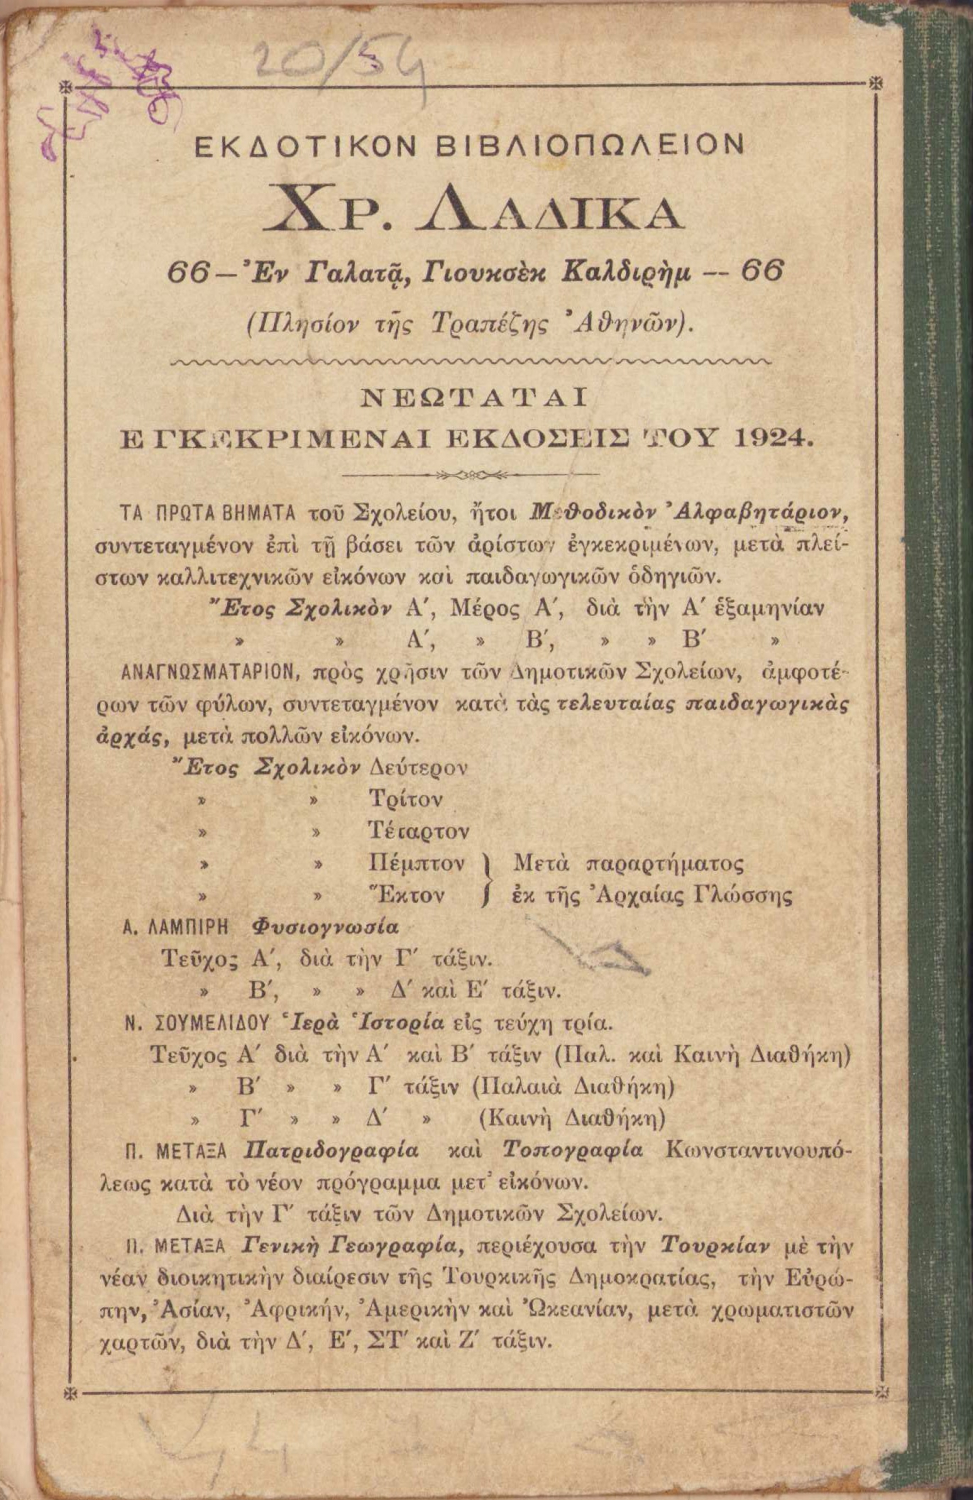 20/54
ΕΚΔΟΤΙΚΟΝ ΒΙΒΛΙΟΠΩΛΕΙΟΝ
ΧΡ. ΛΑΔΙΚΑ
66 — Ἐν Γαλατᾷ, Γιουκσὲκ Καλδιρὴμ — 66
(Πλησίον τῆς Τραπέζης Ἀθηνῶν).
ΝΕΩΤΑΤΑΙ
ΕΓΚΕΚΡΙΜΕΝΑΙ ΕΚΔΟΣΕΙΣ ΤΟΥ 1924.
ΤΑ ΠΡΩΤΑ ΒΗΜΑΤΑ τοῦ Σχολείου, ἤτοι Μεθοδικὸν Ἀλφαβητάριον,
συντεταγμένον ἐπὶ τῇ βάσει τῶν ἀρίστων ἐγκεκριμένων, μετὰ πλεί-
στων καλλιτεχνικῶν εἰκόνων καὶ παιδαγωγικῶν ὁδηγιῶν.
Ἔτος Σχολικὸν Α΄, Μέρος Α΄, διὰ τὴν Α΄ ἑξαμηνίαν
» » Α΄, » Β΄, » » Β΄ »
ΑΝΑΓΝΩΣΜΑΤΑΡΙΟΝ, πρὸς χρῆσιν τῶν Δημοτικῶν Σχολείων, ἀμφοτέ-
ρων τῶν φύλων, συντεταγμένον κατὰ τὰς τελευταίας παιδαγωγικὰς
ἀρχάς, μετὰ πολλῶν εἰκόνων.
Ἔτος Σχολικὸν Δεύτερον
» » Τρίτον
» » Τέταρτον
» » Πέμπτον } Μετὰ παραρτήματος
» » Ἕκτον } ἐκ τῆς Ἀρχαίας Γλώσσης
Α. ΛΑΜΠΙΡΗ Φυσιογνωσία
Τεῦχος Α΄, διὰ τὴν Γ΄ τάξιν.
» Β΄, » » Δ΄ καὶ Ε΄ τάξιν.
Ν. ΣΟΥΜΕΛΙΔΟΥ Ἱερὰ Ἱστορία εἰς τεύχη τρία.
Τεῦχος Α΄ διὰ τὴν Α΄ καὶ Β΄ τάξιν (Παλ. καὶ Καινὴ Διαθήκη)
» Β΄ » » Γ΄ τάξιν (Παλαιὰ Διαθήκη)
» Γ΄ » » Δ΄ » (Καινὴ Διαθήκη)
Π. ΜΕΤΑΞΑ Πατριδογραφία καὶ Τοπογραφία Κωνσταντινουπό-
λεως κατὰ τὸ νέον πρόγραμμα μετ' εἰκόνων.
Διὰ τὴν Γ΄ τάξιν τῶν Δημοτικῶν Σχολείων.
Π. ΜΕΤΑΞΑ Γενικὴ Γεωγραφία, περιέχουσα τὴν Τουρκίαν μὲ τὴν
νέαν διοικητικὴν διαίρεσιν τῆς Τουρκικῆς Δημοκρατίας, τὴν Εὐρώ-
πην, Ἀσίαν, Ἀφρικήν, Ἀμερικὴν καὶ Ὠκεανίαν, μετὰ χρωματιστῶν
χαρτῶν, διὰ τὴν Δ΄, Ε΄, ΣΤ΄ καὶ Ζ΄ τάξιν.